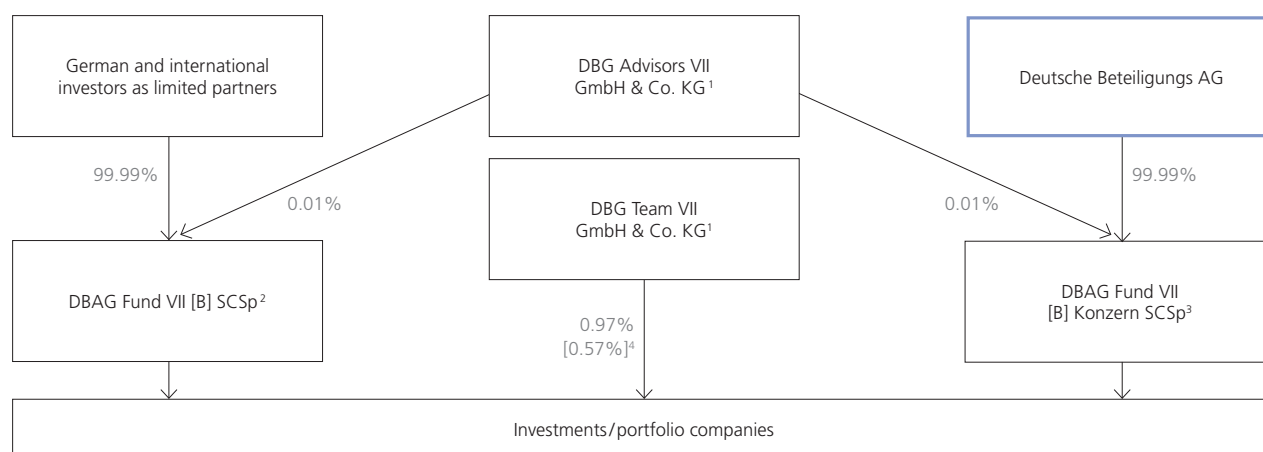 German and international
investors as limited partners
DBG Advisors VII
GmbH & Co. KG¹
Deutsche Beteiligungs AG
99.99%
0.01%
DBG Team VII
GmbH & Co. KG¹
0.01%
99.99%
DBAG Fund VII [B] SCSp²
0.97%
[0.57%]⁴
DBAG Fund VII
[B] Konzern SCSp³
Investments/portfolio companies